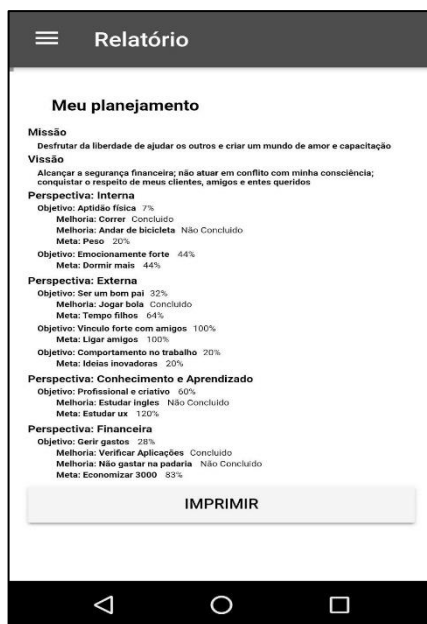 Relatório
Meu planejamento
Missão
Desfrutar da liberdade de ajudar os outros e criar um mundo de amor e capacitação
Vissão
Alcançar a segurança financeira; não atuar em conflito com minha consciência;
conquistar o respeito de meus clientes, amigos e entes queridos
Perspectiva: Interna
Objetivo: Aptidão física 7%
Melhoria: Correr Concluido
Melhoria: Andar de bicicleta Não Concluido
Meta: Peso 20%
Objetivo: Emocionamente forte 44%
Meta: Dormir mais 44%
Perspectiva: Externa
Objetivo: Ser um bom pai 32%
Melhoria: Jogar bola Concluido
Meta: Tempo filhos 64%
Objetivo: Vinculo forte com amigos 100%
Meta: Ligar amigos 100%
Objetivo: Comportamento no trabalho 20%
Meta: Ideias inovadoras 20%
Perspectiva: Conhecimento e Aprendizado
Objetivo: Profissional e criativo 60%
Melhoria: Estudar ingles Não Concluido
Meta: Estudar ux 120%
Perspectiva: Financeira
Objetivo: Gerir gastos 28%
Melhoria: Verificar Aplicações Concluido
Melhoria: Não gastar na padaria Não Concluido
Meta: Economizar 3000 83%
IMPRIMIR